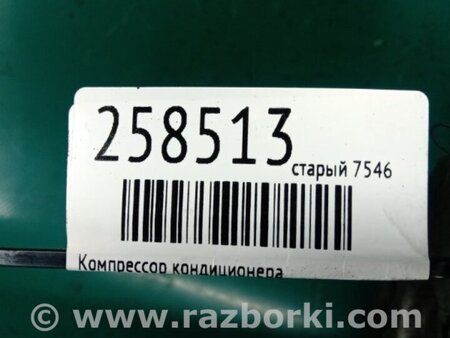 258513
старый 7546
Компрессор кондиционера
© www.razborki.com